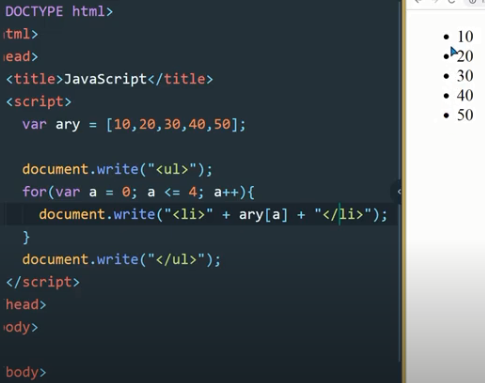 DOCTYPE html>
tml>
ead>
<title>JavaScript</title>
<script>
var ary = [10,20,30,40,50];
document.write("<ul>");
for(var a = 0; a <= 4; a++){
document.write("<li>" + ary[a] + "</li>");
}
document.write("</ul>");
</script>
head>
ody>
body>
10
20
30
40
50